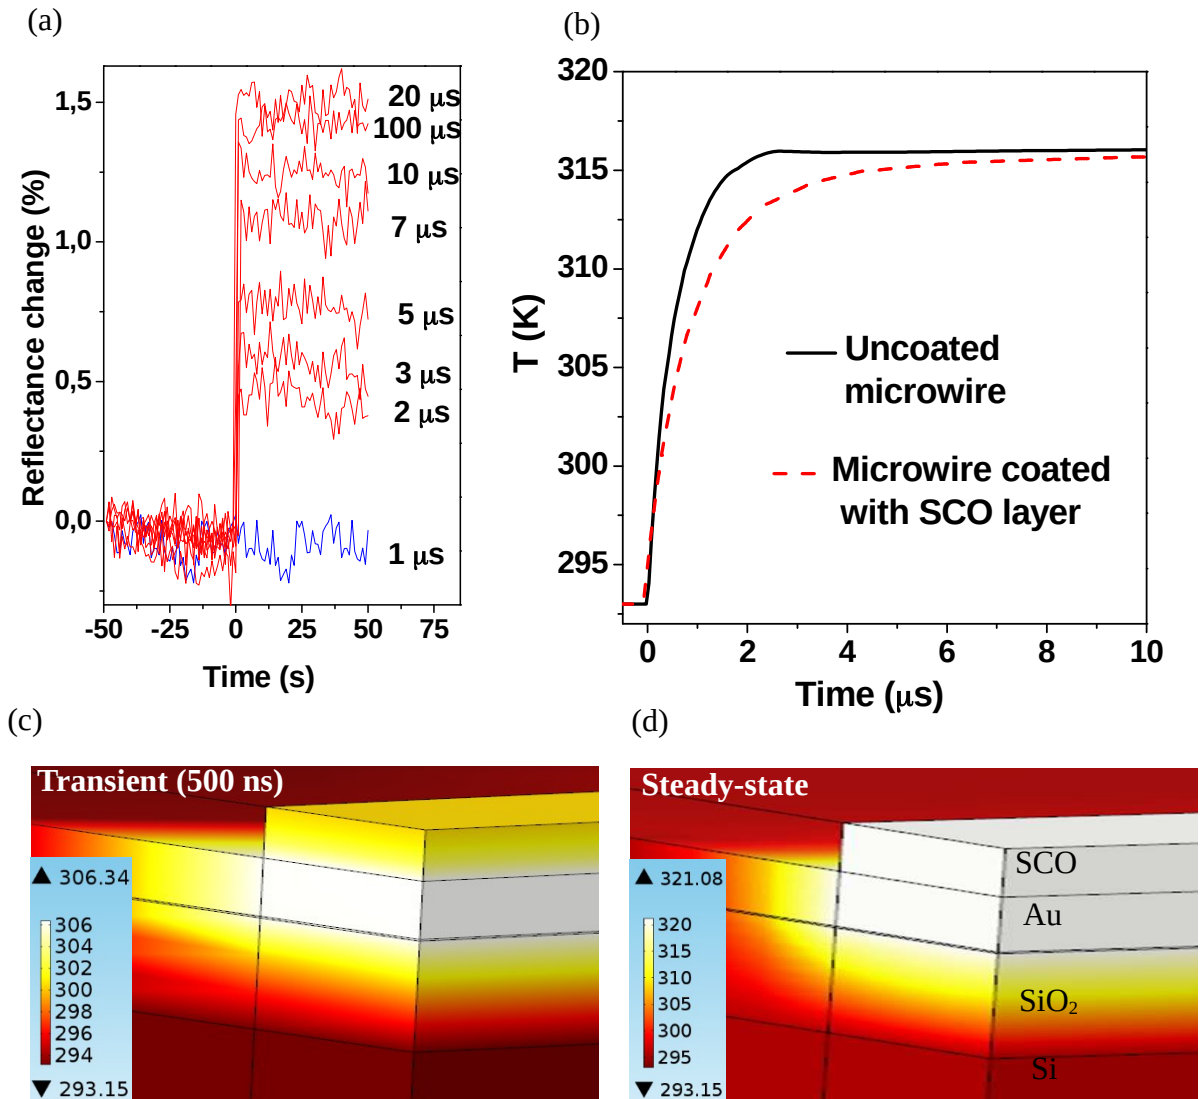 (a)
Reflectance change (%)
1,5
1,0
0,5
0,0
20 μs
100 μs
10 μs
7 μs
5 μs
3 μs
2 μs
1 μs
-50 -25 0 25 50 75
Time (s)
(b)
T (K)
320
315
310
305
300
295
Uncoated
microwire
Microwire coated
with SCO layer
0 2 4 6 8 10
Time (μs)
(c)
Transient (500 ns)
▲ 306.34
306
304
302
300
298
296
294
▼ 293.15
(d)
Steady-state
▲ 321.08
320
315
310
305
300
295
▼ 293.15
SCO
Au
SiO₂
Si